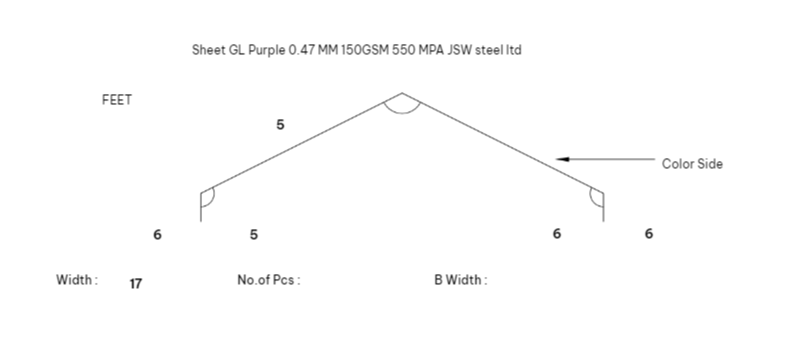 Sheet GL Purple 0.47 MM 150GSM 550 MPA JSW steel ltd
FEET
5
Color Side
6 5 6 6
Width : 17 No.of Pcs : B Width :